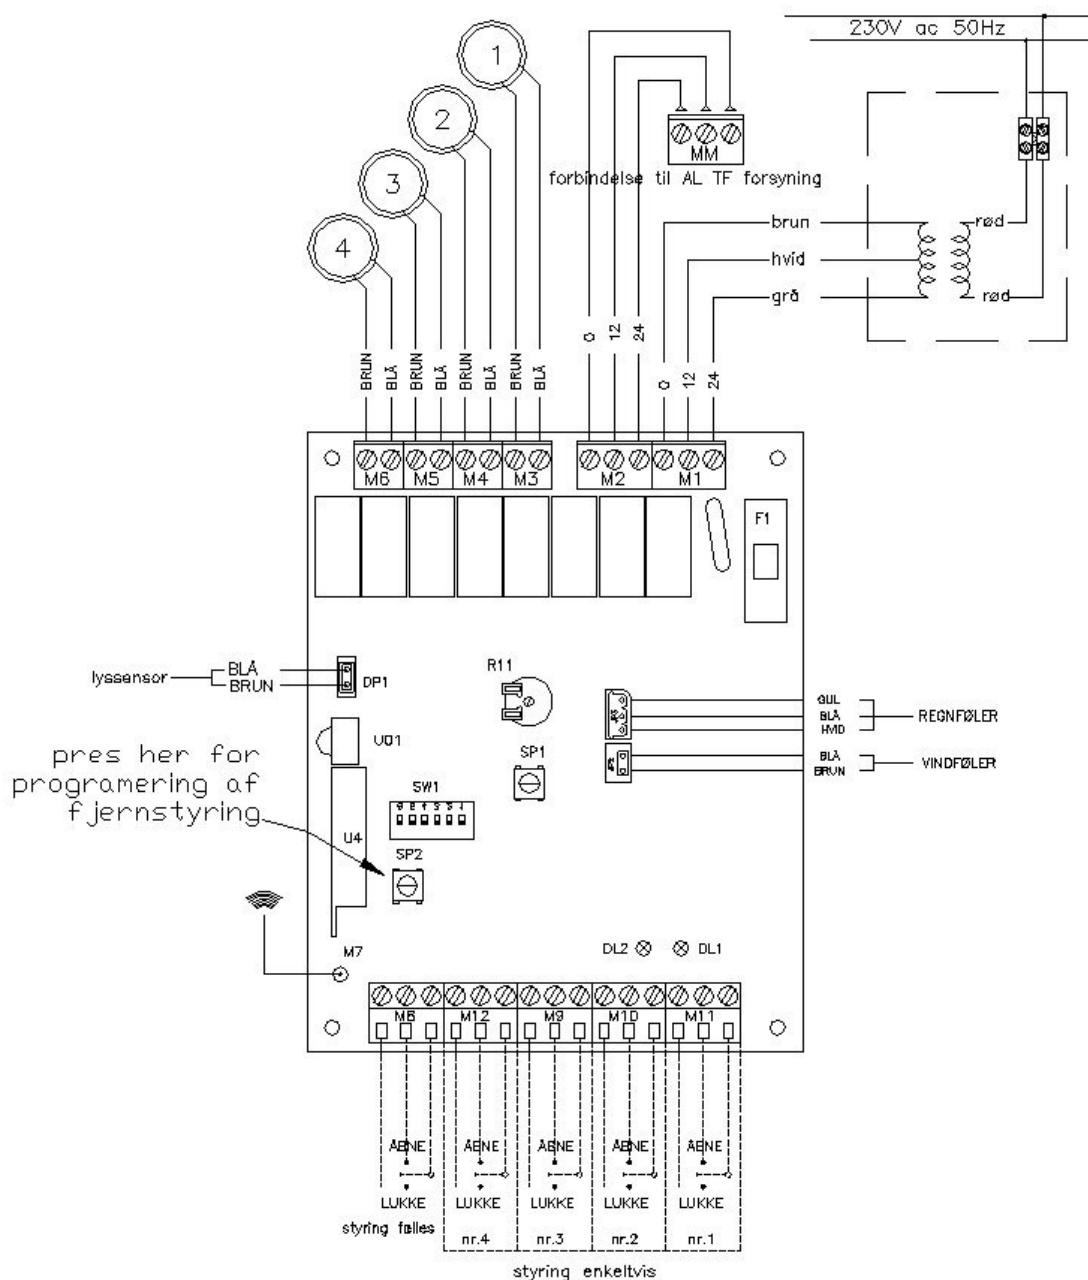 230V ac 50Hz
1
2
3
4
MM
forbindelse til AL TF forsyning
brun
hvid
grå
rød
rød
BRUN
BLÅ
BRUN
BLÅ
BRUN
BLÅ
BRUN
BLÅ
0
12
24
0
12
24
M6
M5
M4
M3
M2
M1
F1
lyssensor
BLÅ
BRUN
DP1
R11
GUL
BLÅ
HVID
REGNFØLER
BLÅ
BRUN
VINDFØLER
UO1
SP1
pres her for
programering af
fjernstyring
SW1
U4
SP2
M7
DL2
DL1
M8
M12
M9
M10
M11
ÅBNE
ÅBNE
ÅBNE
ÅBNE
ÅBNE
LUKKE
LUKKE
LUKKE
LUKKE
LUKKE
styring fælles
nr.4
nr.3
nr.2
nr.1
styring enkeltvis